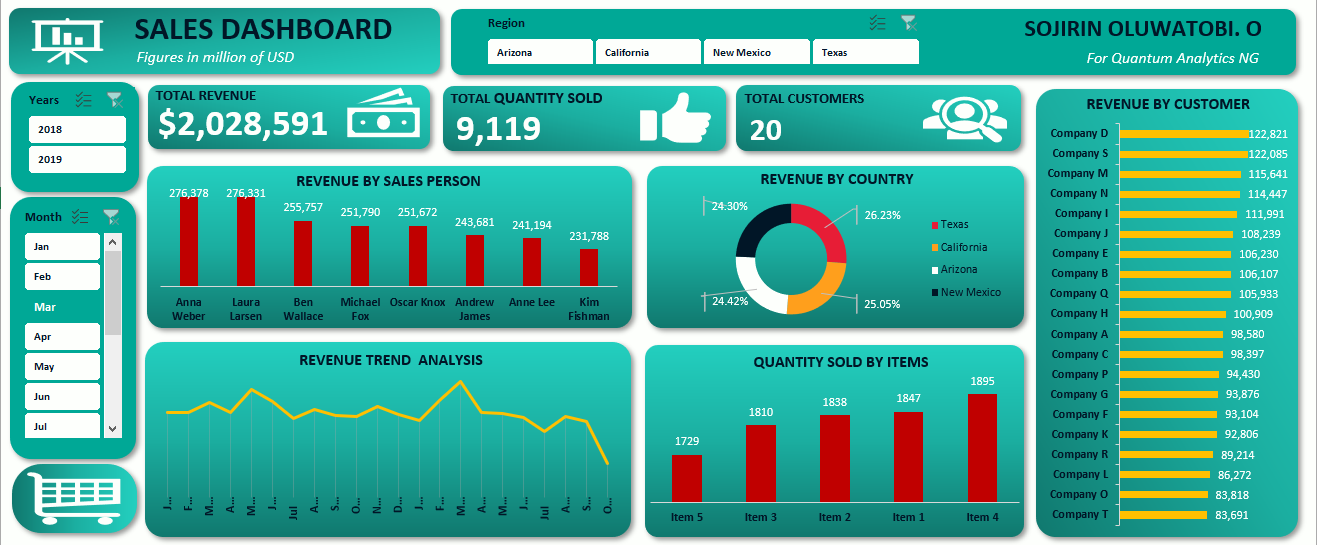 SALES DASHBOARD
Figures in million of USD
Region
Arizona
California
New Mexico
Texas
SOJIRIN OLUWATOBI. O
For Quantum Analytics NG
Years
2018
2019
Month
Jan
Feb
Mar
Apr
May
Jun
Jul
TOTAL REVENUE
$2,028,591
TOTAL QUANTITY SOLD
9,119
TOTAL CUSTOMERS
20
REVENUE BY SALES PERSON
276,378
276,331
255,757
251,790
251,672
243,681
241,194
231,788
Anna Weber
Laura Larsen
Ben Wallace
Michael Fox
Oscar Knox
Andrew James
Anne Lee
Kim Fishman
REVENUE BY COUNTRY
24.30%
26.23%
24.42%
25.05%
Texas
California
Arizona
New Mexico
REVENUE TREND ANALYSIS
J...
F...
M...
A...
M...
J...
Jul
A...
S...
O...
N...
D...
J...
F...
M...
A...
M...
J...
Jul
A...
S...
O...
QUANTITY SOLD BY ITEMS
1729
1810
1838
1847
1895
Item 5
Item 3
Item 2
Item 1
Item 4
REVENUE BY CUSTOMER
Company D 122,821
Company S 122,085
Company M 115,641
Company N 114,447
Company I 111,991
Company J 108,239
Company E 106,230
Company B 106,107
Company Q 105,933
Company H 100,909
Company A 98,580
Company C 98,397
Company P 94,430
Company G 93,876
Company F 93,104
Company K 92,806
Company R 89,214
Company L 86,272
Company O 83,818
Company T 83,691